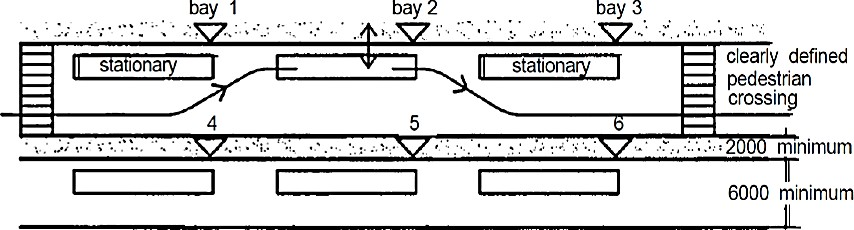 bay 1 bay 2 bay 3
stationary stationary
clearly defined
pedestrian
crossing
4 5 6
2000 minimum
6000 minimum